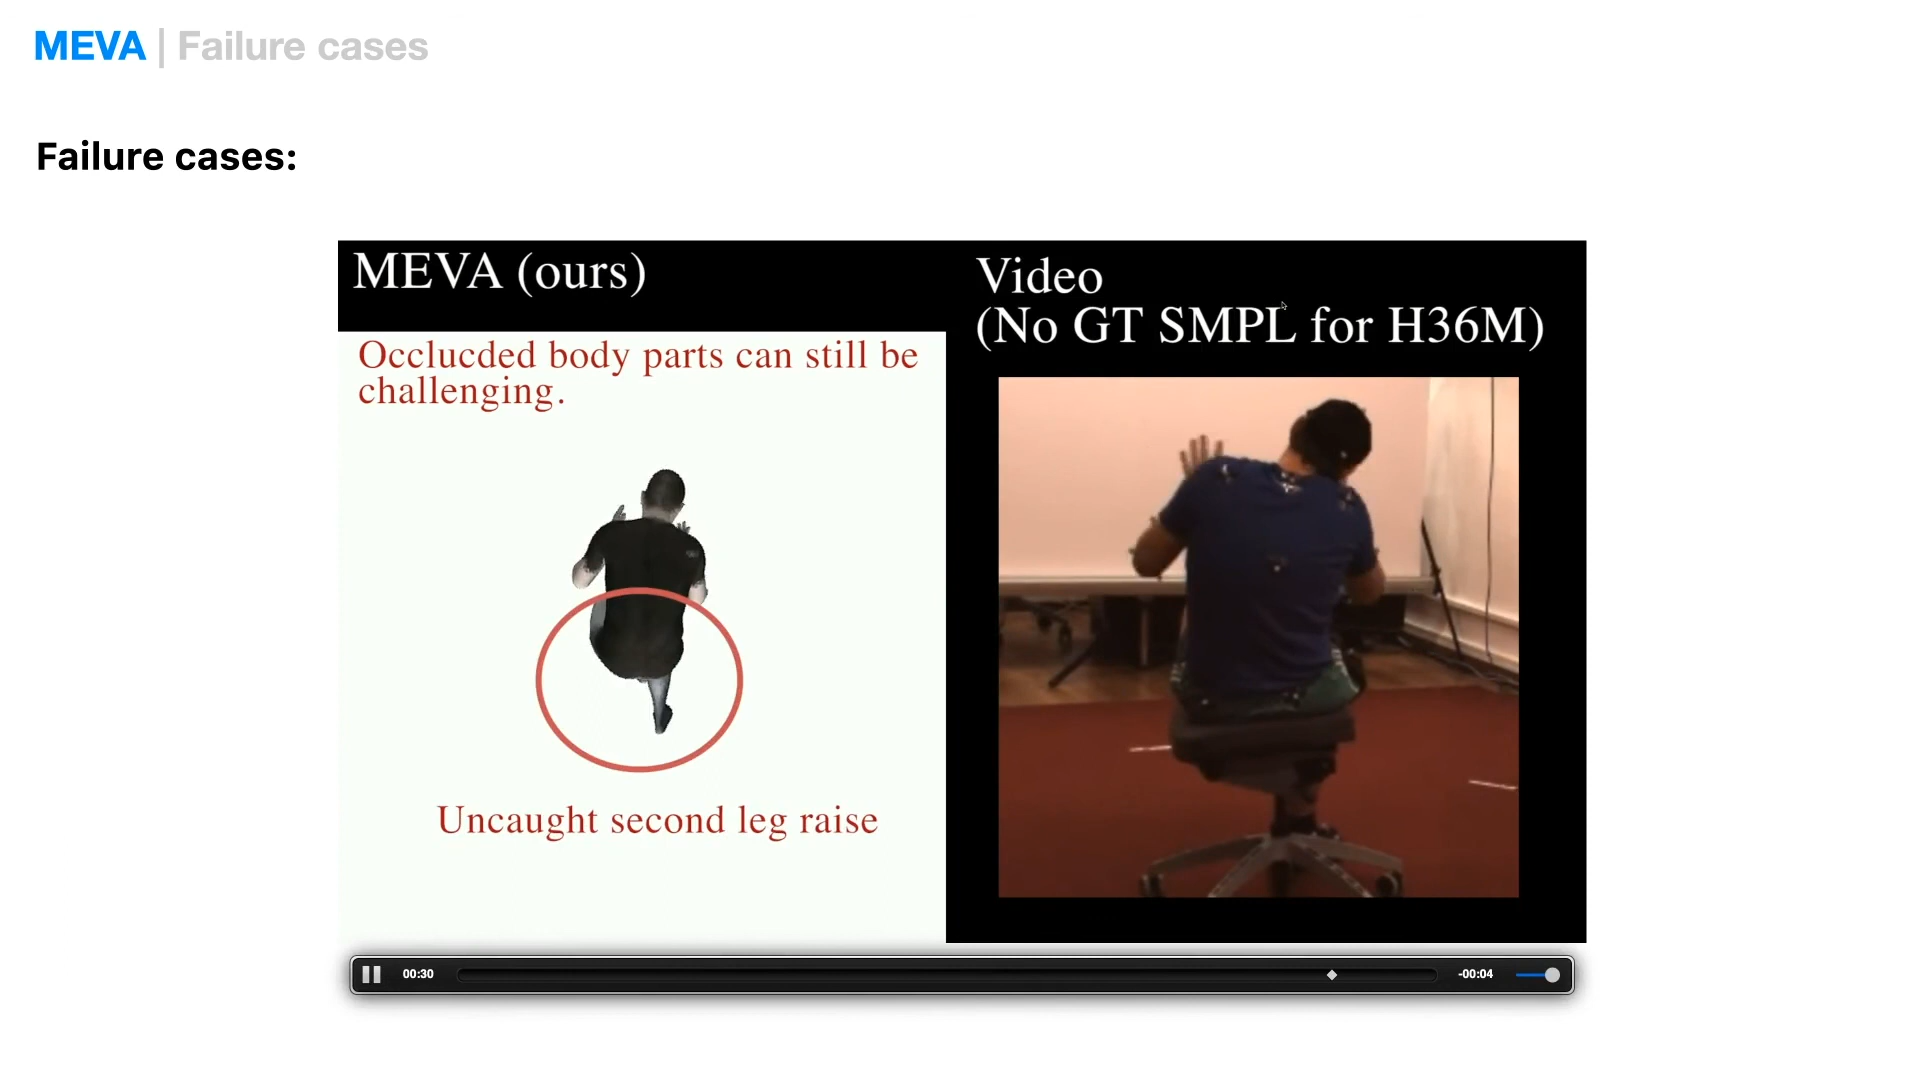 MEVA | Failure cases
Failure cases:
MEVA (ours)
Occlucded body parts can still be
challenging.
Uncaught second leg raise
Video
(No GT SMPL for H36M)
00:30
-00:04